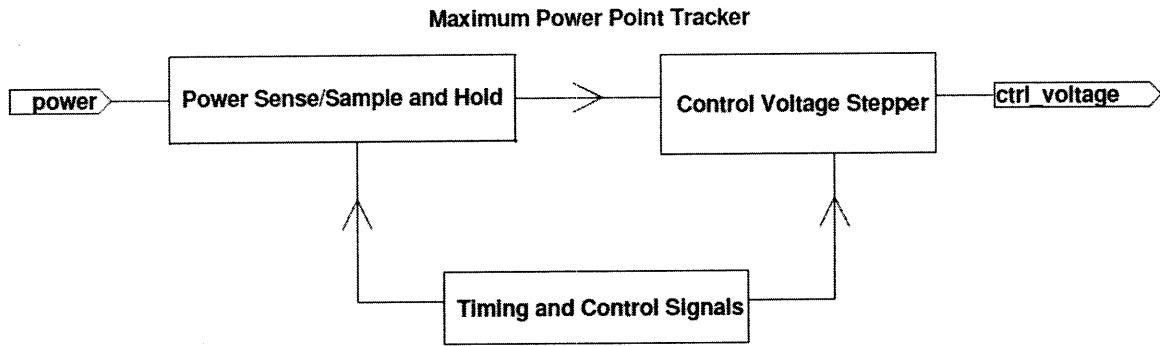 Maximum Power Point Tracker
power
Power Sense/Sample and Hold
Control Voltage Stepper
ctrl_voltage
Timing and Control Signals